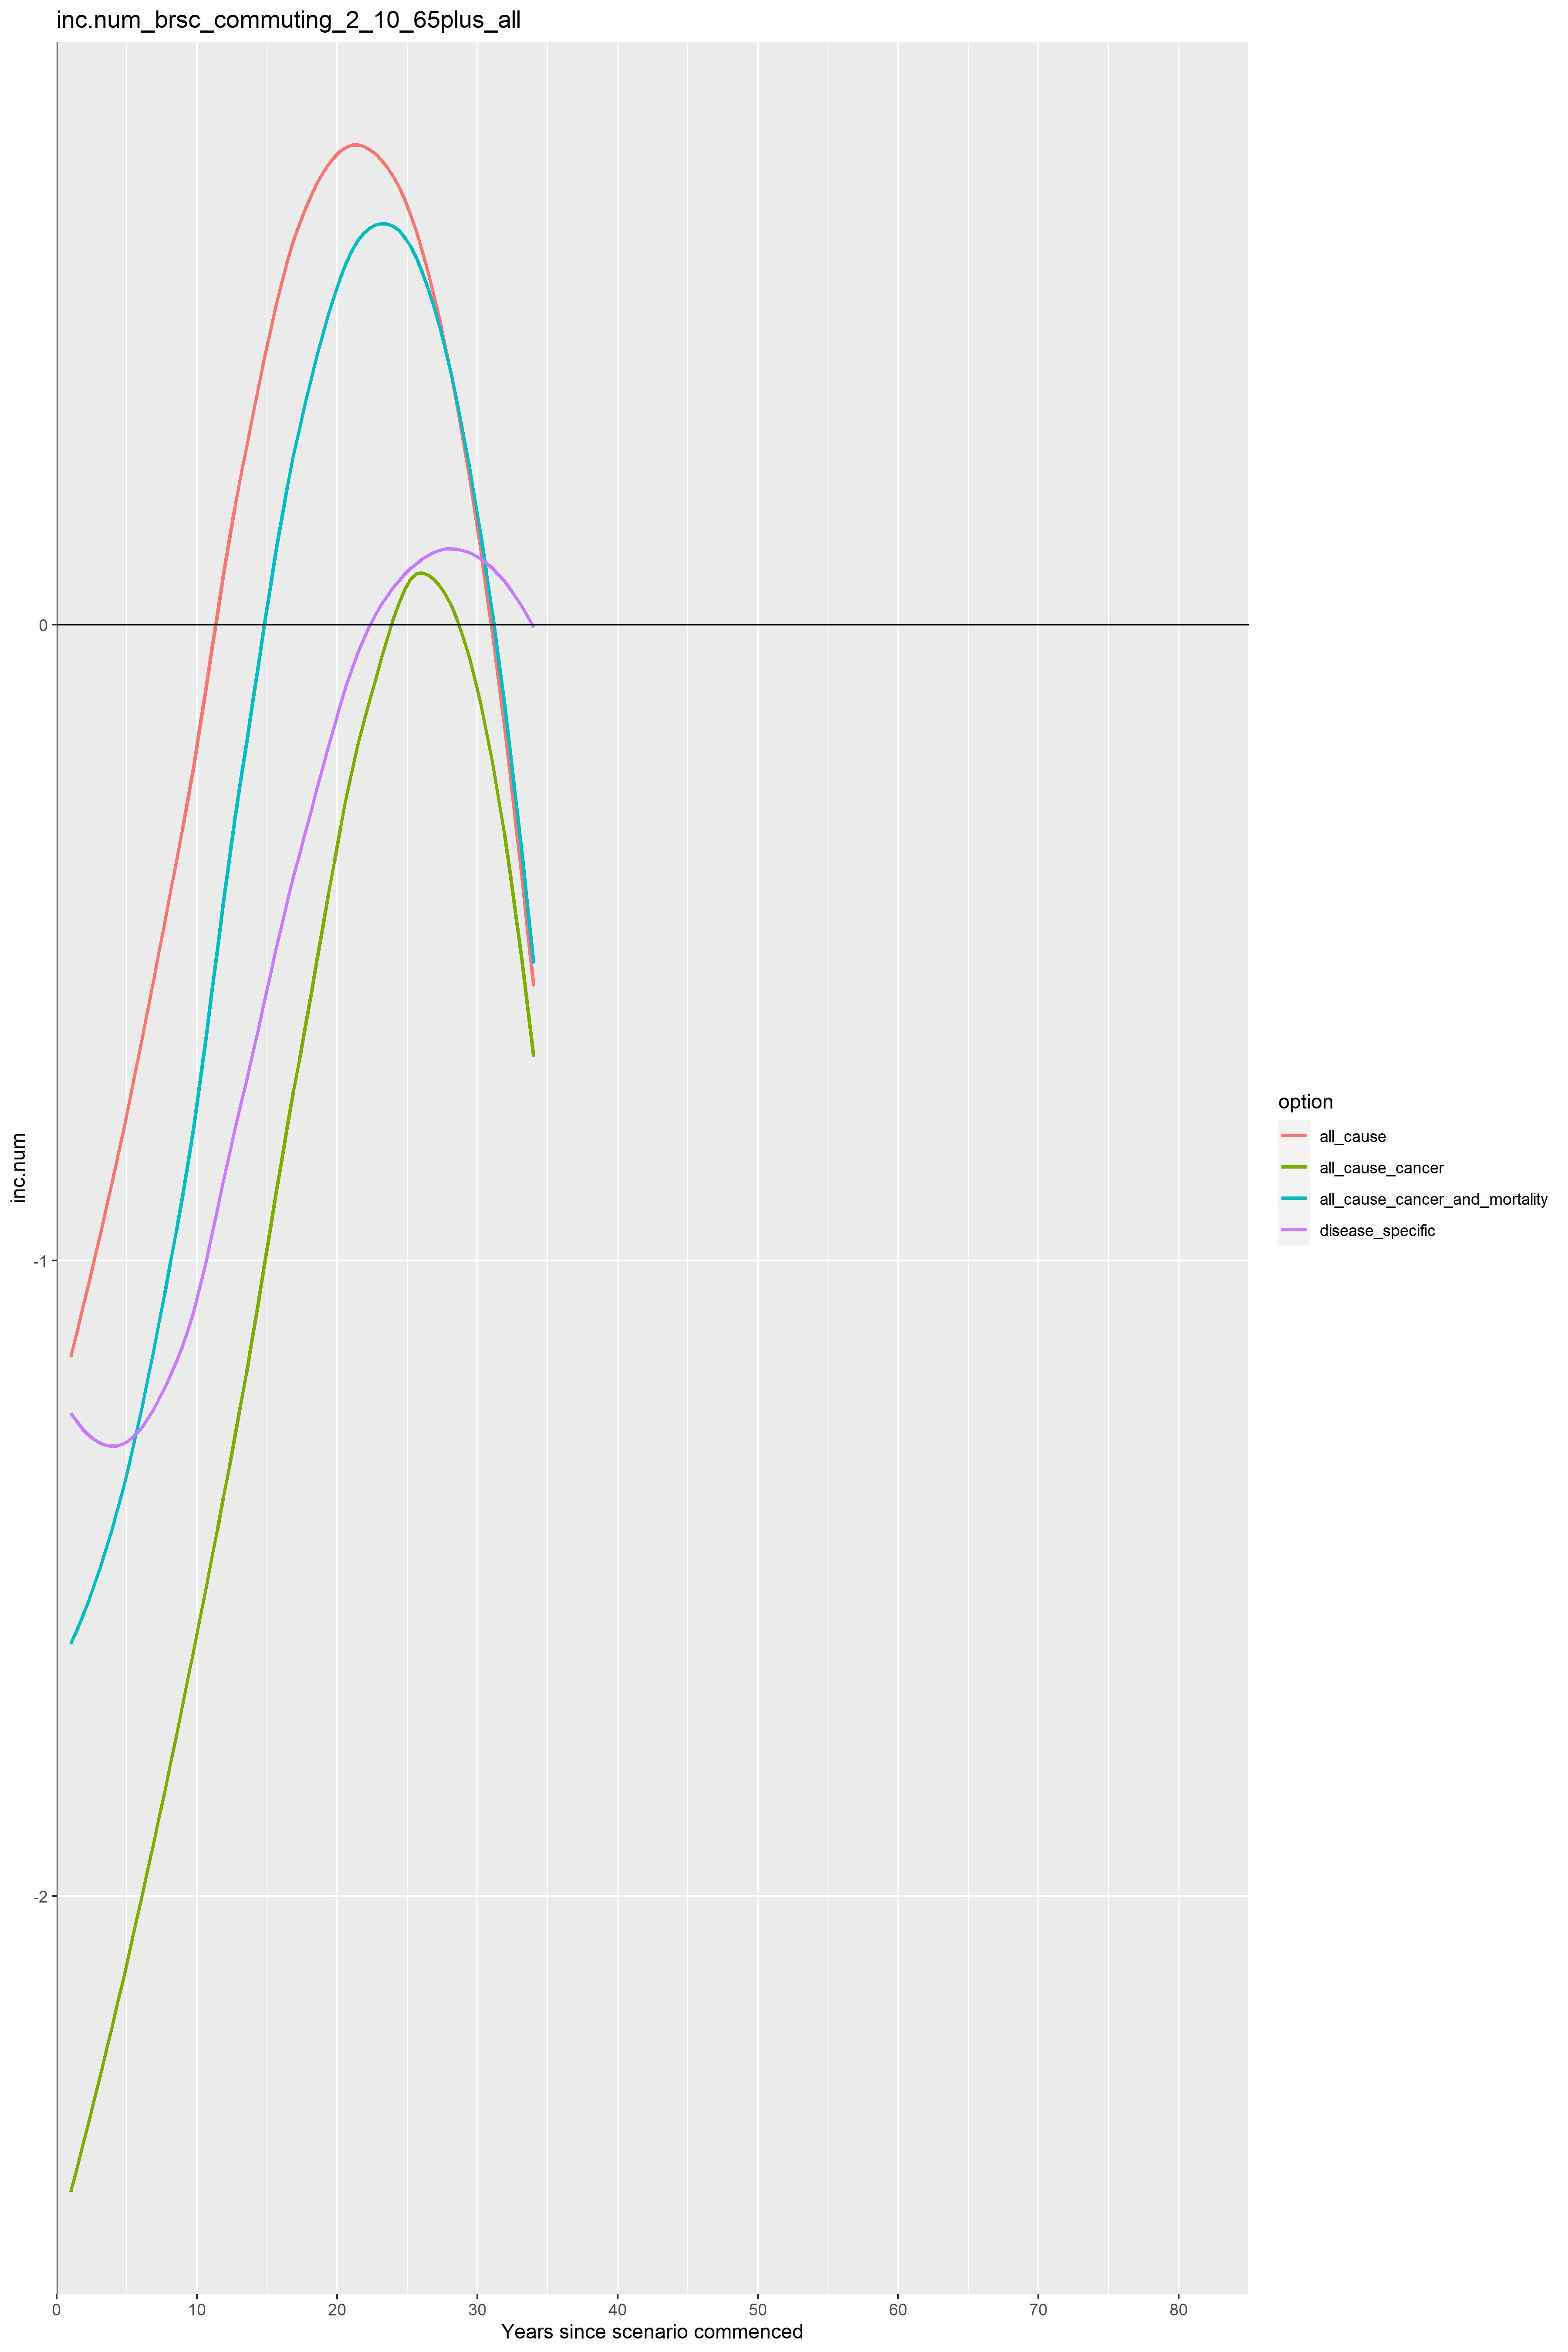 inc.num_brsc_commuting_2_10_65plus_all
inc.num
0
-1
-2
0 10 20 30 40 50 60 70 80
Years since scenario commenced
option
all_cause
all_cause_cancer
all_cause_cancer_and_mortality
disease_specific